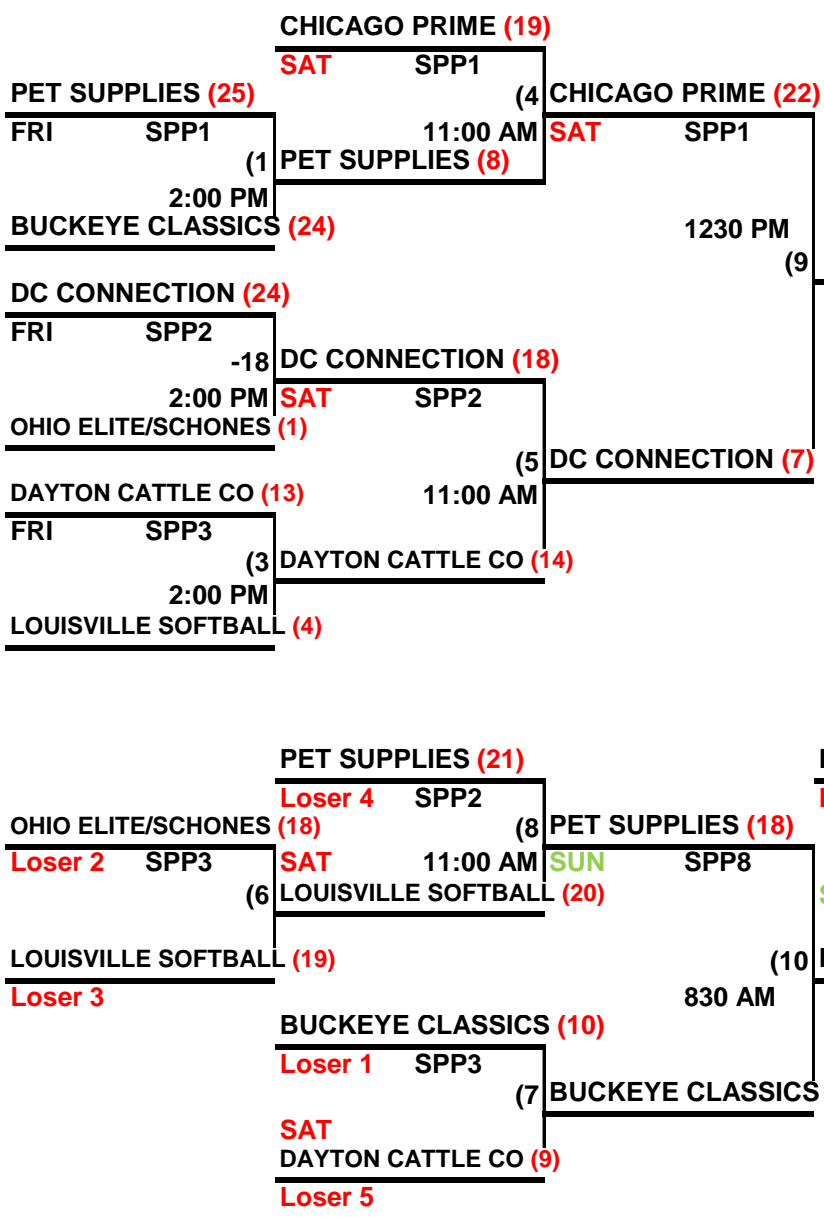 CHICAGO PRIME (19)
SAT SPP1
PET SUPPLIES (25)
(4 CHICAGO PRIME (22)
FRI SPP1
11:00 AM SAT SPP1
(1 PET SUPPLIES (8)
2:00 PM
BUCKEYE CLASSICS (24)
1230 PM
(9
DC CONNECTION (24)
FRI SPP2
-18 DC CONNECTION (18)
2:00 PM SAT SPP2
OHIO ELITE/SCHONES (1)
(5 DC CONNECTION (7)
DAYTON CATTLE CO (13)
11:00 AM
FRI SPP3
(3 DAYTON CATTLE CO (14)
2:00 PM
LOUISVILLE SOFTBALL (4)
PET SUPPLIES (21)
Loser 4 SPP2
OHIO ELITE/SCHONES (18)
(8 PET SUPPLIES (18)
Loser 2 SPP3 SAT 11:00 AM SUN SPP8
(6 LOUISVILLE SOFTBALL (20)
LOUISVILLE SOFTBALL (19)
(10
Loser 3
830 AM
BUCKEYE CLASSICS (10)
Loser 1 SPP3
(7 BUCKEYE CLASSICS
SAT
DAYTON CATTLE CO (9)
Loser 5